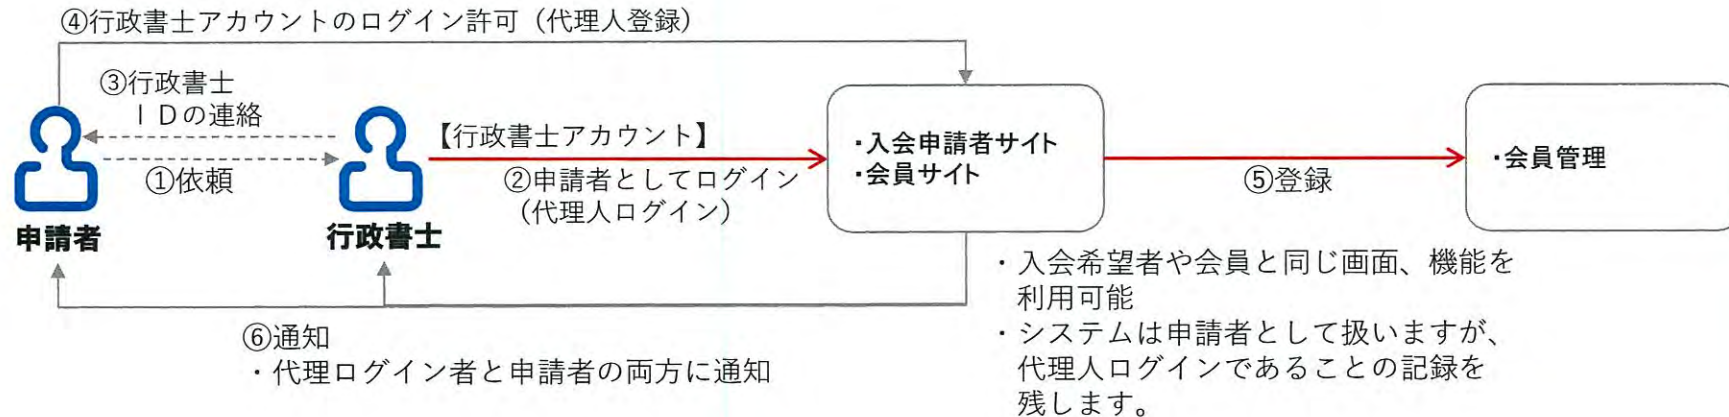 ④行政書士アカウントのログイン許可（代理人登録）
③行政書士
ＩＤの連絡
①依頼
申請者
行政書士
【行政書士アカウント】
②申請者としてログイン
（代理人ログイン）
・入会申請者サイト
・会員サイト
⑤登録
・会員管理
・入会希望者や会員と同じ画面、機能を
利用可能
・システムは申請者として扱いますが、
代理人ログインであることの記録を
残します。
⑥通知
・代理ログイン者と申請者の両方に通知